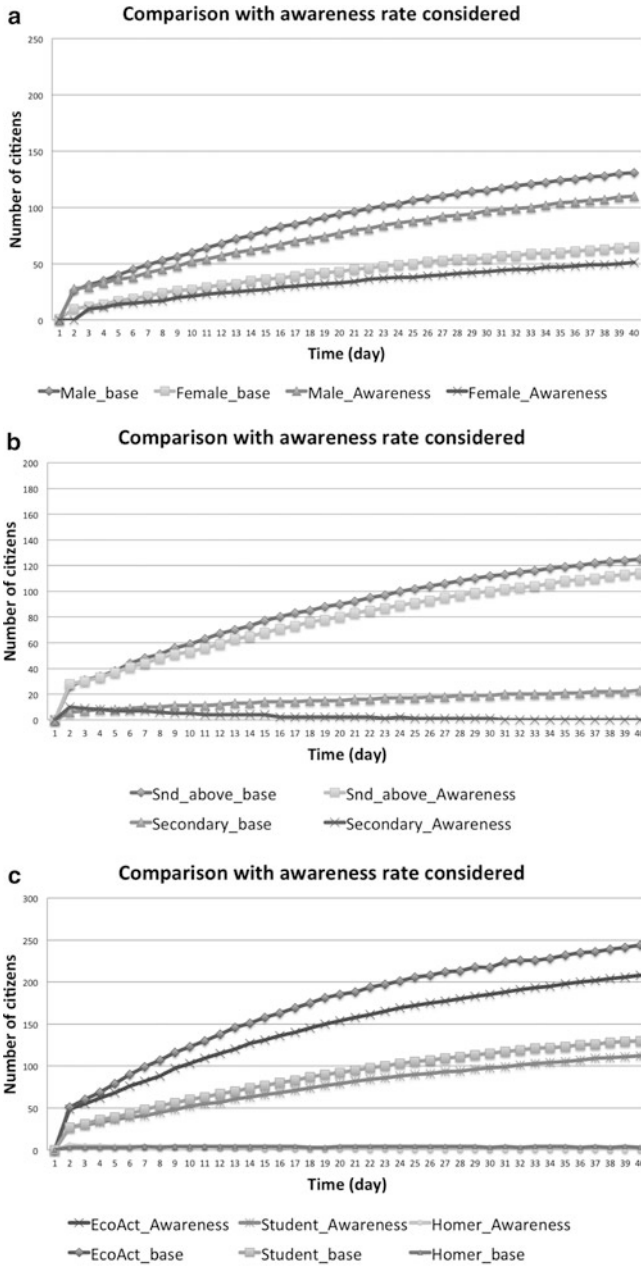 a
Comparison with awareness rate considered
Number of citizens
250
200
150
100
50
0
1 2 3 4 5 6 7 8 9 10 11 12 13 14 15 16 17 18 19 20 21 22 23 24 25 26 27 28 29 30 31 32 33 34 35 36 37 38 39 40
Time (day)
Male_base Female_base Male_Awareness Female_Awareness
b
Comparison with awareness rate considered
Number of citizens
200
180
160
140
120
100
80
60
40
20
0
1 2 3 4 5 6 7 8 9 10 11 12 13 14 15 16 17 18 19 20 21 22 23 24 25 26 27 28 29 30 31 32 33 34 35 36 37 38 39 40
Time (day)
Snd_above_base Snd_above_Awareness
Secondary_base Secondary_Awareness
c
Comparison with awareness rate considered
Number of citizens
300
250
200
150
100
50
0
1 2 3 4 5 6 7 8 9 10 11 12 13 14 15 16 17 18 19 20 21 22 23 24 25 26 27 28 29 30 31 32 33 34 35 36 37 38 39 40
Time (day)
EcoAct_Awareness Student_Awareness Homer_Awareness
EcoAct_base Student_base Homer_base